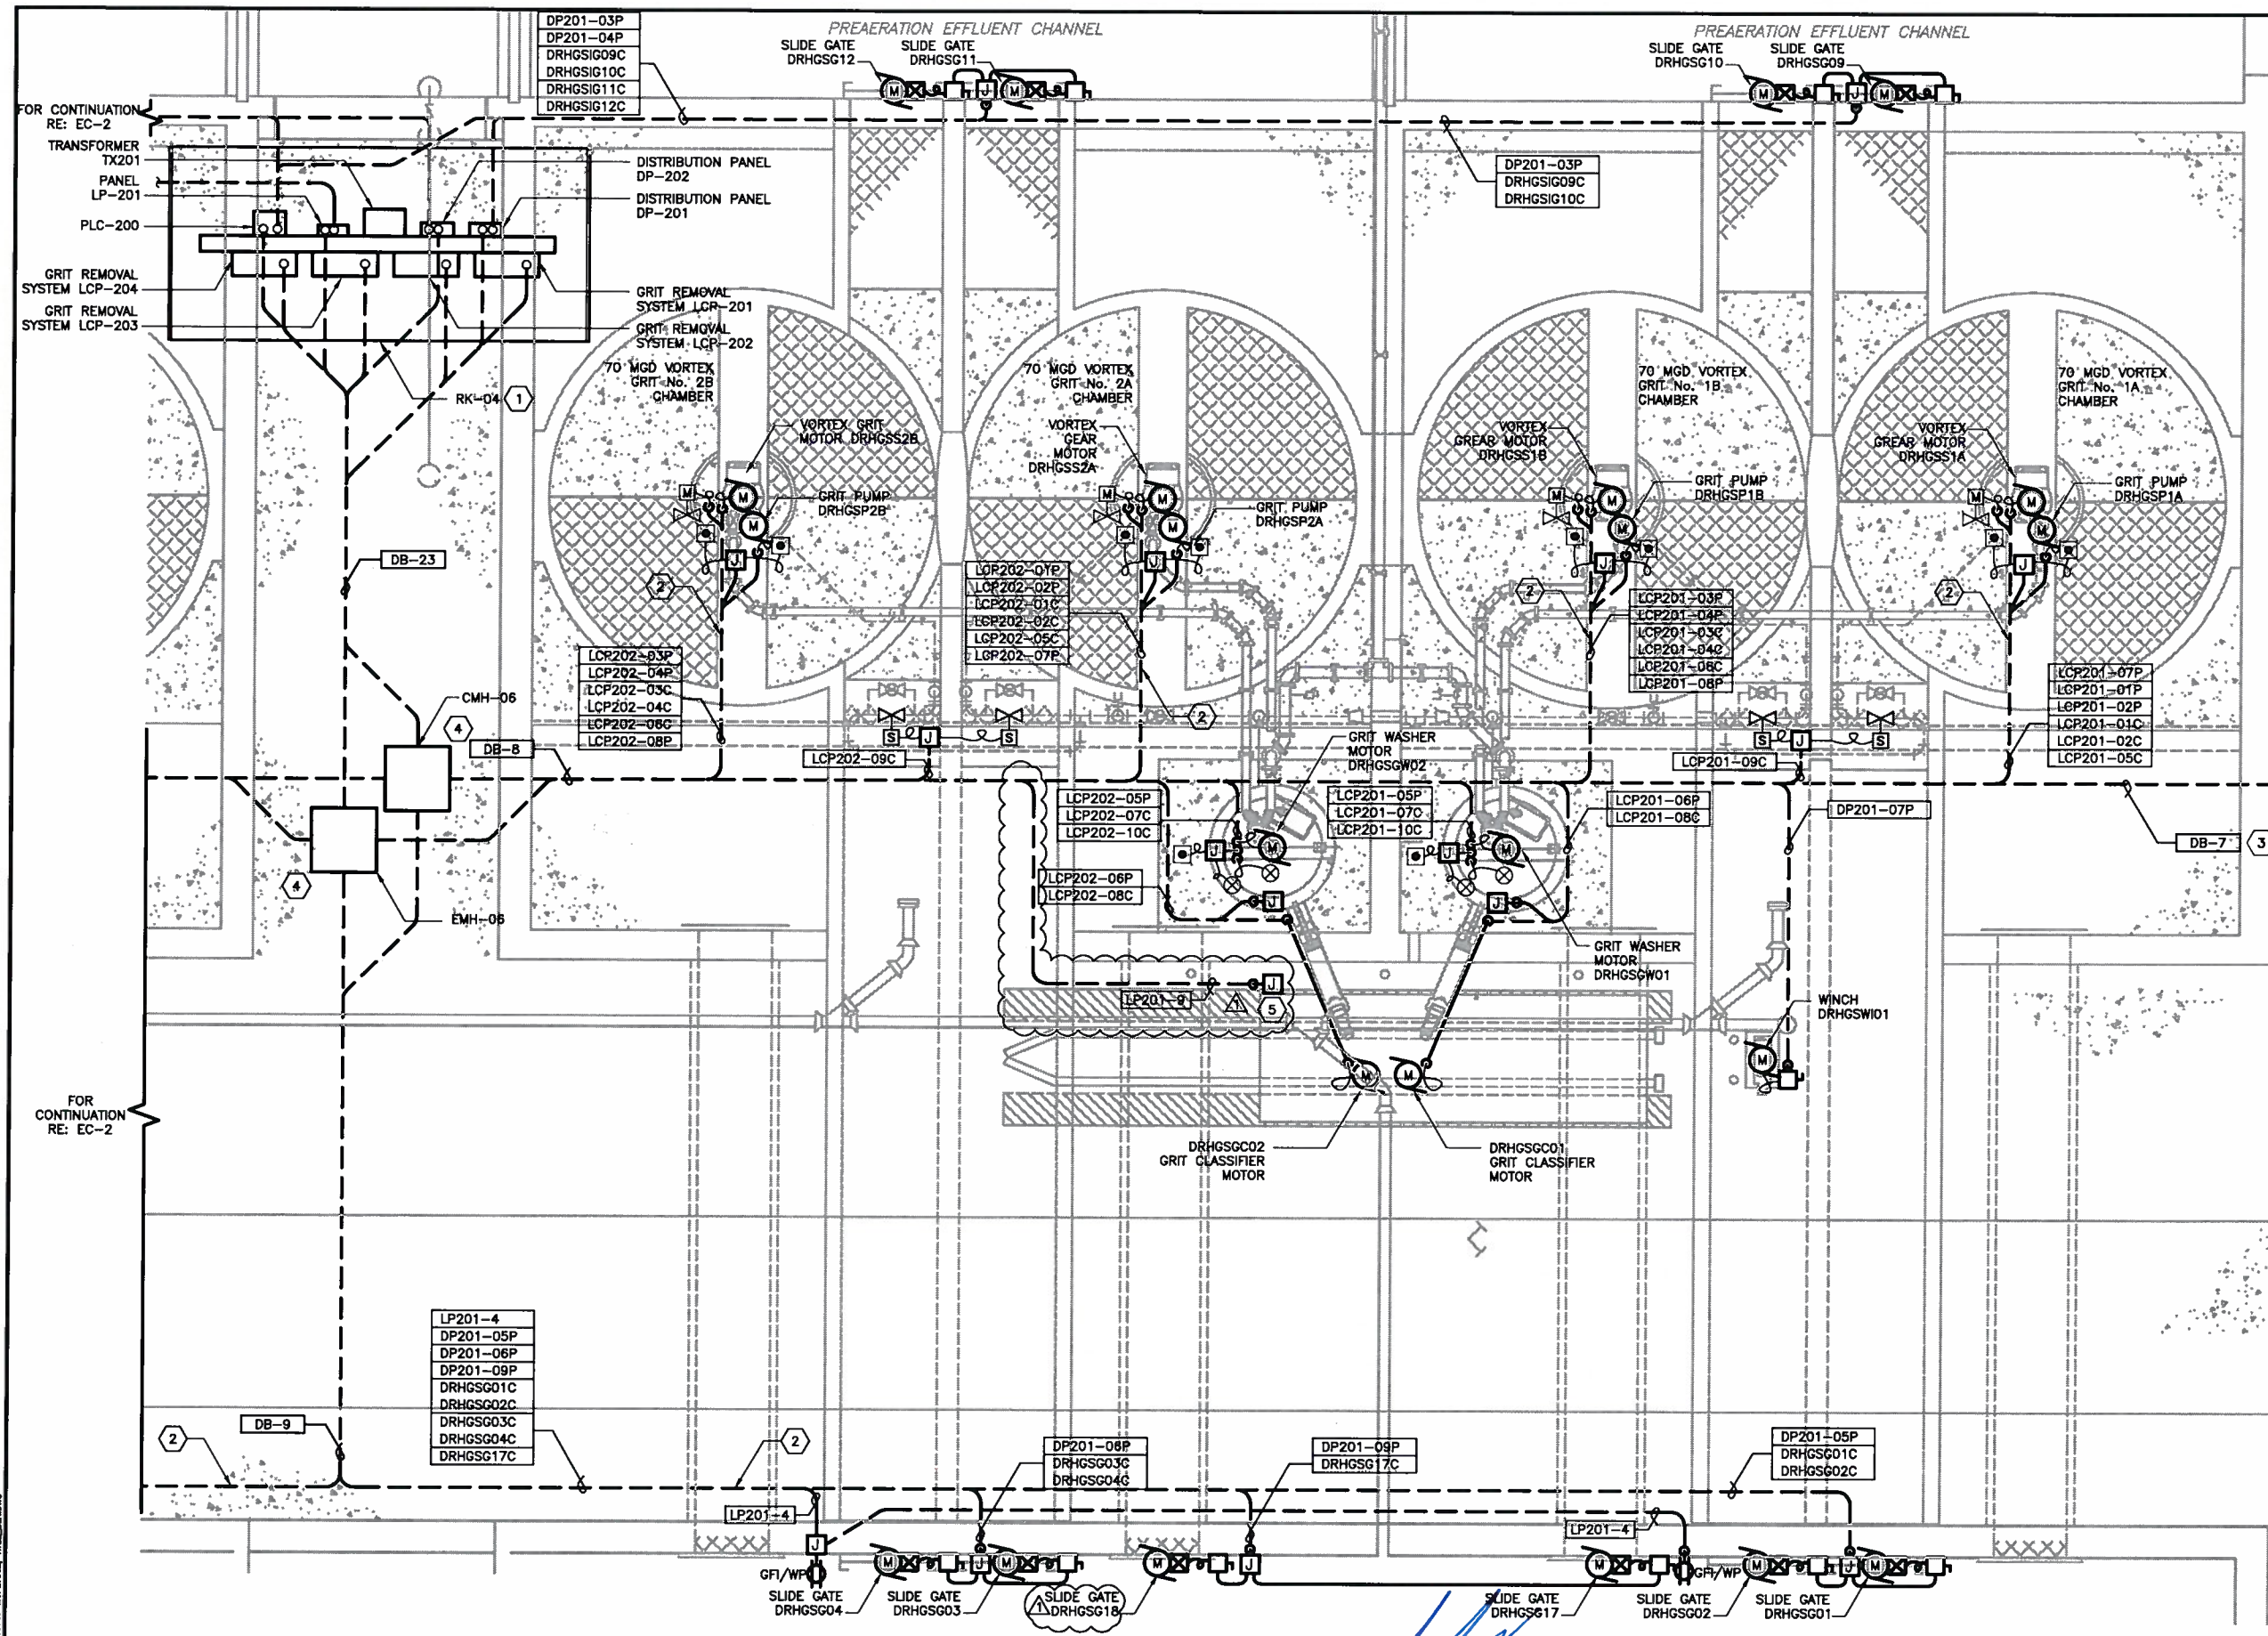 DP201-03P
DP201-04P
DRHGSIG09C
DRHGSIG10C
DRHGSIG11C
DRHGSIG12C
PREAERATION EFFLUENT CHANNEL
SLIDE GATE
DRHGSG12
SLIDE GATE
DRHGSG11
M
J
M
PREAERATION EFFLUENT CHANNEL
SLIDE GATE
DRHGSG10
SLIDE GATE
DRHGSG09
M
J
M
FOR CONTINUATION
RE: EC-2
TRANSFORMER
TX201
PANEL
LP-201
PLC-200
GRIT REMOVAL
SYSTEM LCP-204
GRIT REMOVAL
SYSTEM LCP-203
DISTRIBUTION PANEL
DP-202
DISTRIBUTION PANEL
DP-201
GRIT REMOVAL
SYSTEM LCP-201
GRIT REMOVAL
SYSTEM LCP-202
RK-04
1
DP201-03P
DRHGSIG09C
DRHGSIG10C
70 MGD VORTEX
GRIT No. 2B
CHAMBER
VORTEX GRIT
MOTOR DRHGSS2B
GRIT PUMP
DRHGSP2B
M
M
M
J
70 MGD VORTEX
GRIT No. 2A
CHAMBER
VORTEX
GEAR
MOTOR
DRHGSS2A
GRIT PUMP
DRHGSP2A
M
M
M
J
70 MGD VORTEX
GRIT No. 1B
CHAMBER
VORTEX
GREAR MOTOR
DRHGSS1B
GRIT PUMP
DRHGSP1B
M
M
M
J
70 MGD VORTEX
GRIT No. 1A
CHAMBER
VORTEX
GREAR MOTOR
DRHGSS1A
GRIT PUMP
DRHGSP1A
M
M
M
J
DB-23
2
LCP202-03P
LCP202-04P
LCP202-03C
LCP202-04C
LCP202-06C
LCP202-08P
LCP202-01P
LCP202-02P
LCP202-01C
LCP202-02C
LCP202-05C
LCP202-07P
2
2
LCP201-03P
LCP201-04P
LCP201-03C
LCP201-04C
LCP201-06C
LCP201-08P
2
LCP201-07P
LCP201-01P
LCP201-02P
LCP201-01C
LCP201-02C
LCP201-05C
CMH-06
4
DB-8
S
J
S
LCP202-09C
GRIT WASHER
MOTOR
DRHGSGW02
S
J
S
LCP201-09C
LCP202-05P
LCP202-07C
LCP202-10C
J
M
LCP201-05P
LCP201-07C
LCP201-10C
J
M
LCP201-06P
LCP201-08C
DP201-07P
DB-7
3
4
EMH-06
LCP202-06P
LCP202-08C
J
J
GRIT WASHER
MOTOR
DRHGSGW01
LP201-9
1
5
J
WINCH
DRHGSWI01
M
M
M
FOR
CONTINUATION
RE: EC-2
DRHGSGC02
GRIT CLASSIFIER
MOTOR
DRHGSGC01
GRIT CLASSIFIER
MOTOR
LP201-4
DP201-05P
DP201-06P
DP201-09P
DRHGSG01C
DRHGSG02C
DRHGSG03C
DRHGSG04C
DRHGSG17C
2
DB-9
2
DP201-06P
DRHGSG03C
DRHGSG04C
DP201-09P
DRHGSG17C
DP201-05P
DRHGSG01C
DRHGSG02C
LP201-4
LP201-4
J
GFI/WP
M
J
M
M
J
M
GFI/WP
M
J
M
SLIDE GATE
DRHGSG04
SLIDE GATE
DRHGSG03
1
SLIDE GATE
DRHGSG18
SLIDE GATE
DRHGSG17
SLIDE GATE
DRHGSG02
SLIDE GATE
DRHGSG01